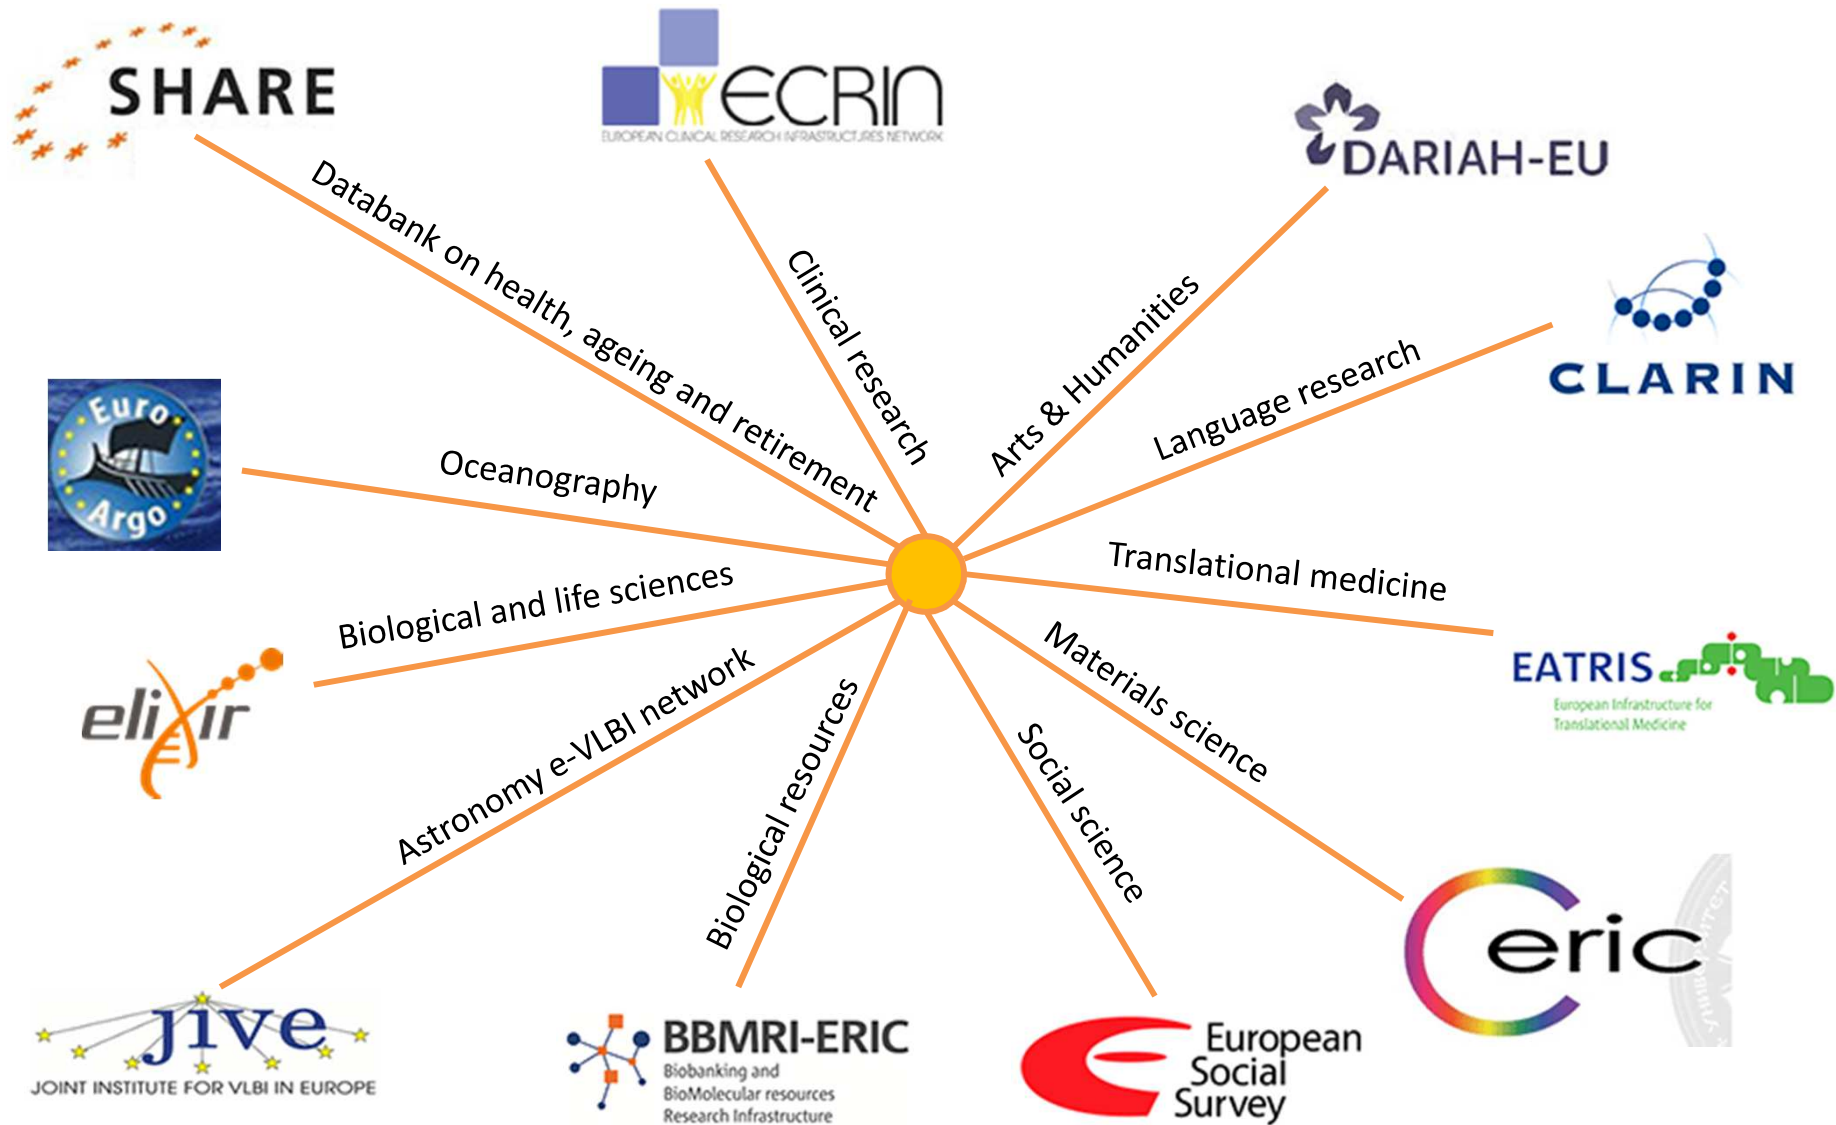 SHARE
ECRIN
EUROPEAN CLINICAL RESEARCH INFRASTRUCTURES NETWORK
DARIAH-EU
CLARIN
Databank on health, ageing and retirement
Clinical research
Arts & Humanities
Language research
Euro
Argo
Oceanography
Translational medicine
Biological and life sciences
elixir
EATRIS
European Infrastructure for
Translational Medicine
Materials science
Astronomy e-VLBI network
Biological resources
Social science
Ceric
jive
JOINT INSTITUTE FOR VLBI IN EUROPE
BBMRI-ERIC
Biobanking and
BioMolecular resources
Research Infrastructure
European
Social
Survey